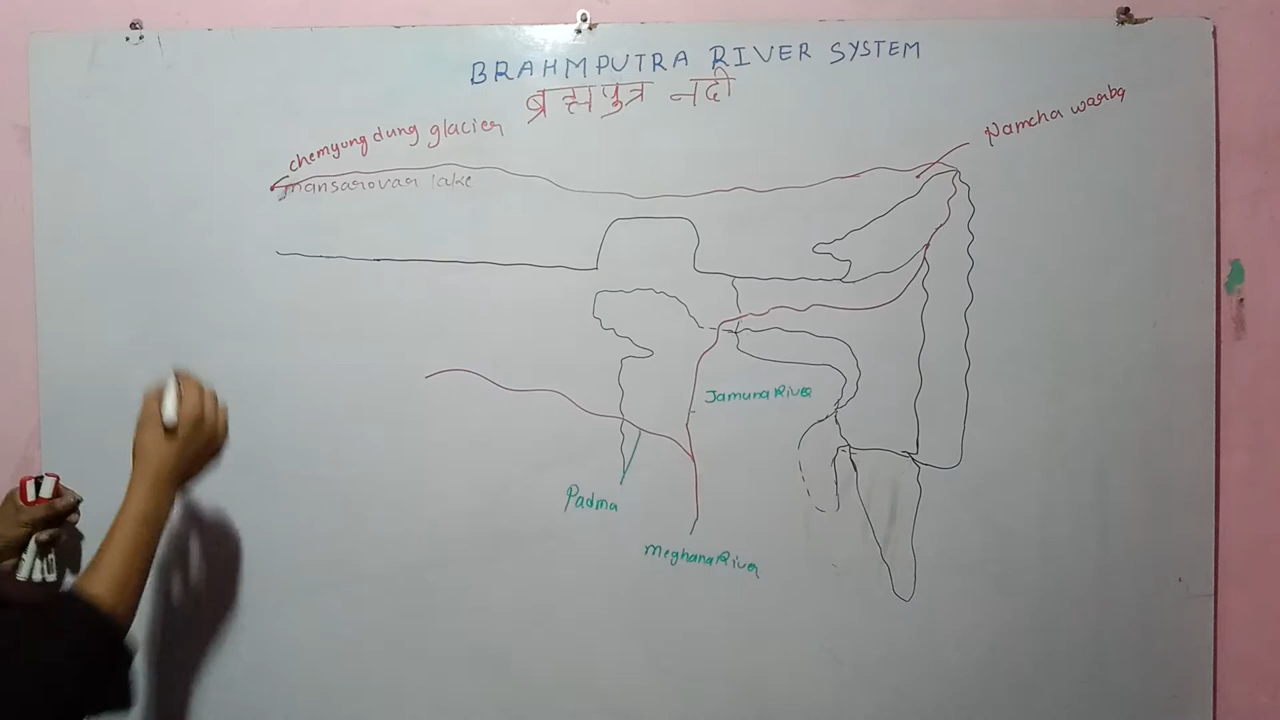 BRAHMPUTRA RIVER SYSTEM
ब्रह्मपुत्र नदी
chemyung dung glacier
Namcha warba
mansarovar lake
Jamuna River
Padma
Meghana River